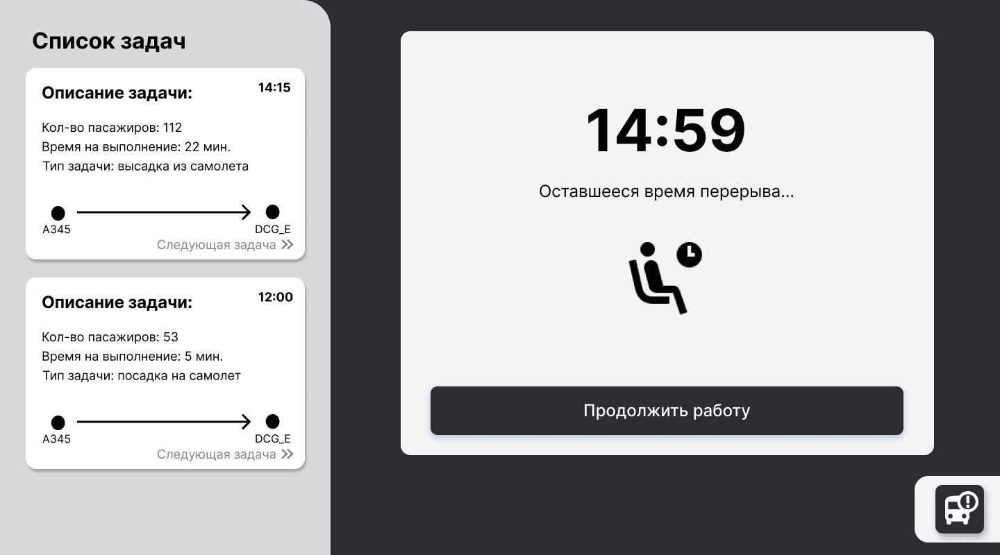 Список задач
Описание задачи:
14:15
Кол-во пасажиров: 112
Время на выполнение: 22 мин.
Тип задачи: высадка из самолета
A345
DCG_E
Следующая задача
Описание задачи:
12:00
Кол-во пасажиров: 53
Время на выполнение: 5 мин.
Тип задачи: посадка на самолет
A345
DCG_E
Следующая задача
14:59
Оставшееся время перерыва...
Продолжить работу